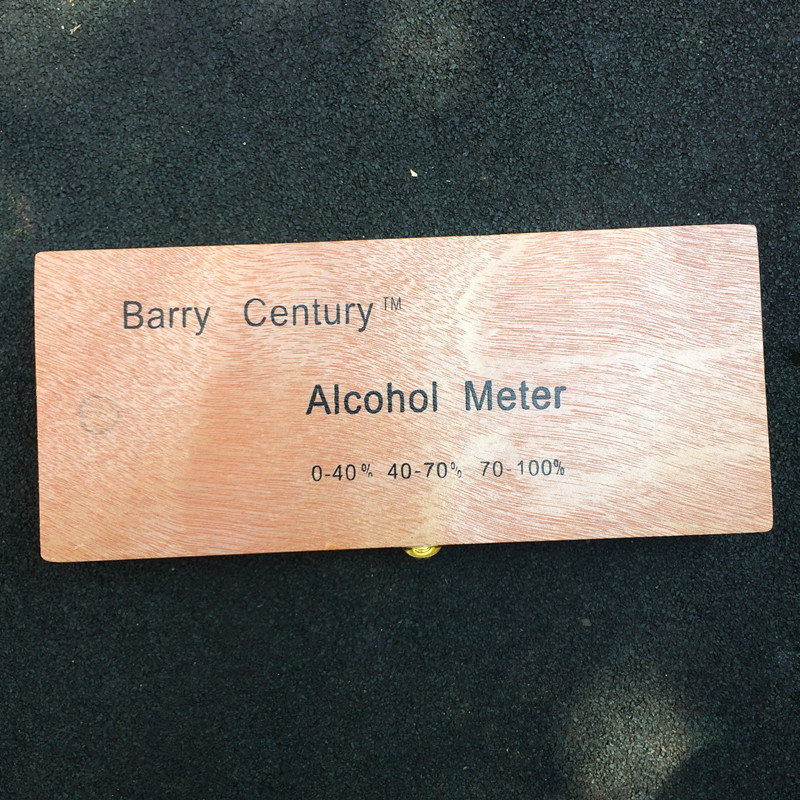 Barry Century™
Alcohol Meter
0-40% 40-70% 70-100%